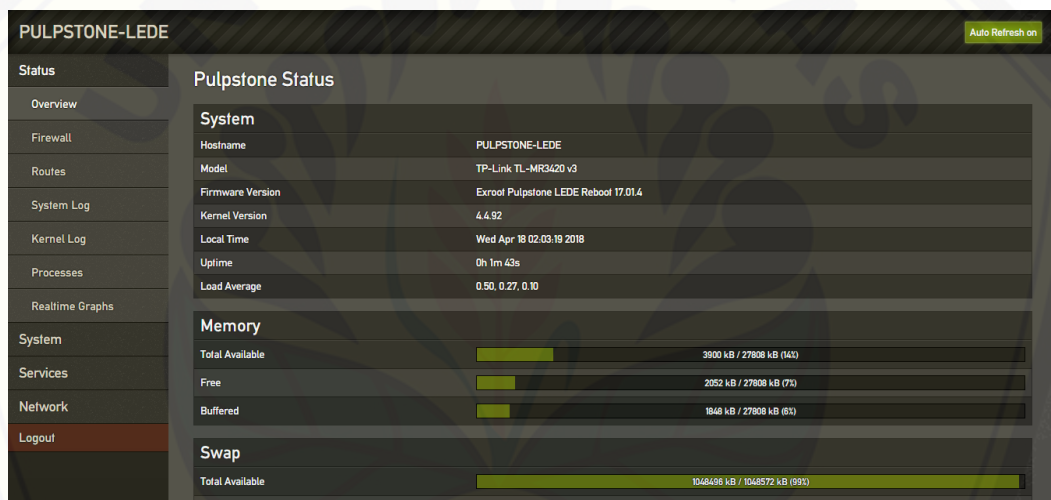 PULPSTONE-LEDE
Auto Refresh on
Status
Overview
Firewall
Routes
System Log
Kernel Log
Processes
Realtime Graphs
System
Services
Network
Logout
Pulpstone Status
System
Hostname PULPSTONE-LEDE
Model TP-Link TL-MR3420 v3
Firmware Version Exroot Pulpstone LEDE Reboot 17.01.4
Kernel Version 4.4.92
Local Time Wed Apr 18 02:03:19 2018
Uptime 0h 1m 43s
Load Average 0.50, 0.27, 0.10
Memory
Total Available 3900 kB / 27808 kB (14%)
Free 2052 kB / 27808 kB (7%)
Buffered 1848 kB / 27808 kB (6%)
Swap
Total Available 1048496 kB / 1048572 kB (99%)